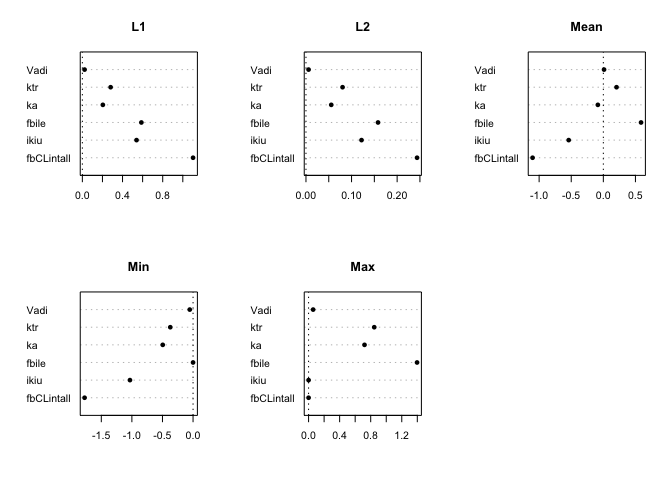 L1
Vadi
ktr
ka
fbile
ikiu
fbCLintall
0.0 0.4 0.8
L2
Vadi
ktr
ka
fbile
ikiu
fbCLintall
0.00 0.10 0.20
Mean
Vadi
ktr
ka
fbile
ikiu
fbCLintall
-1.0 -0.5 0.0 0.5
Min
Vadi
ktr
ka
fbile
ikiu
fbCLintall
-1.5 -1.0 -0.5 0.0
Max
Vadi
ktr
ka
fbile
ikiu
fbCLintall
0.0 0.4 0.8 1.2